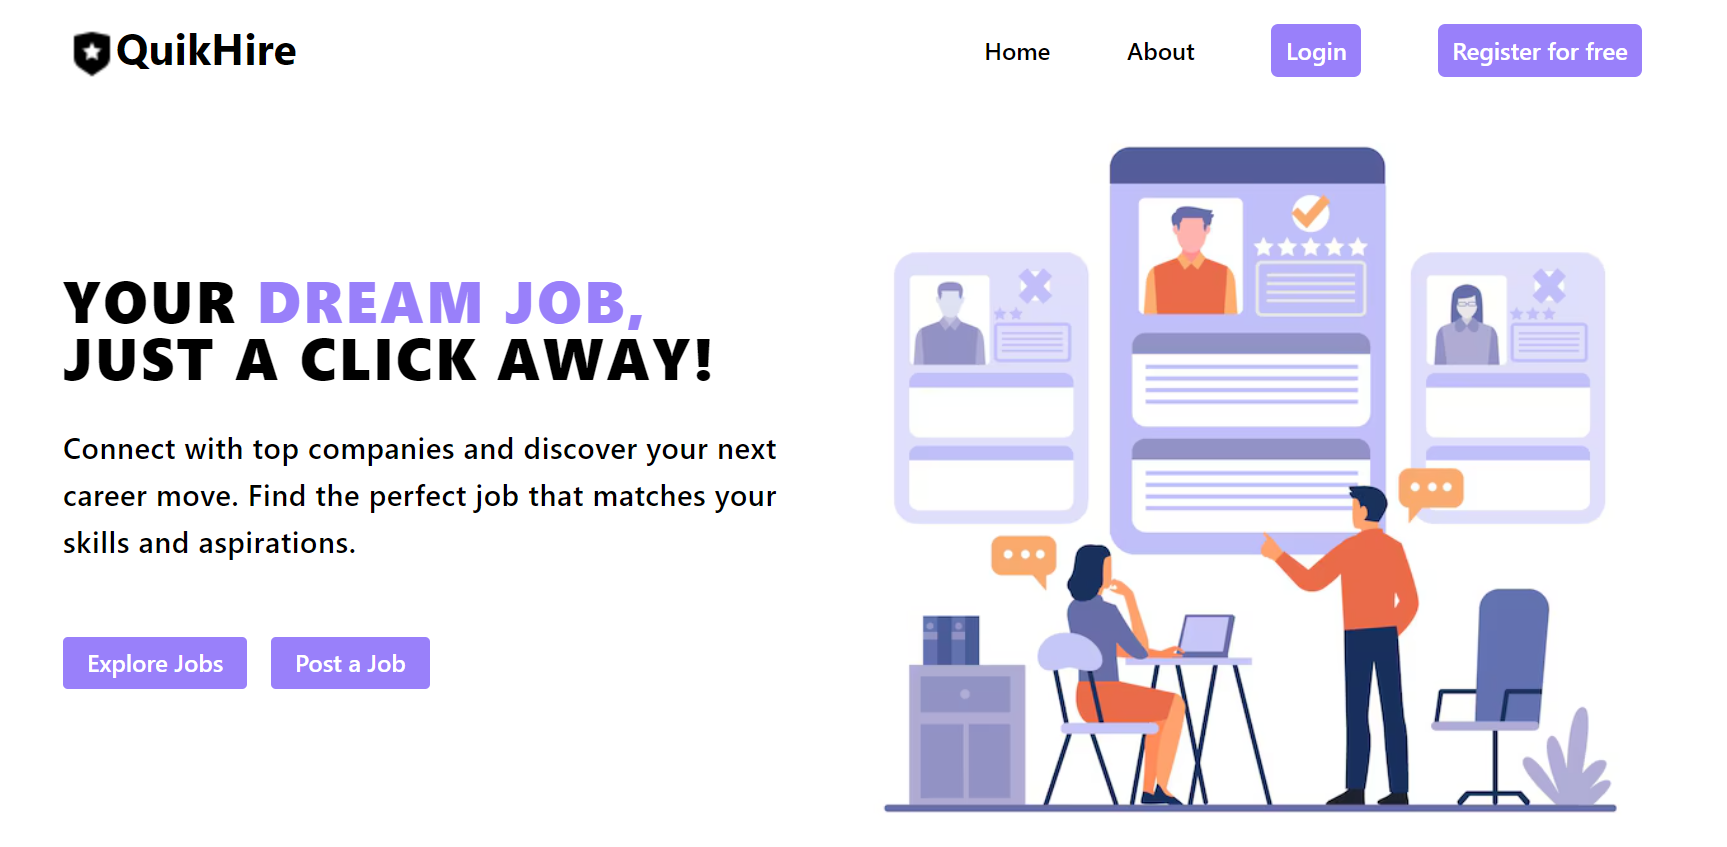 QuikHire
Home
About
Login
Register for free
YOUR DREAM JOB,
JUST A CLICK AWAY!
Connect with top companies and discover your next
career move. Find the perfect job that matches your
skills and aspirations.
Explore Jobs
Post a Job